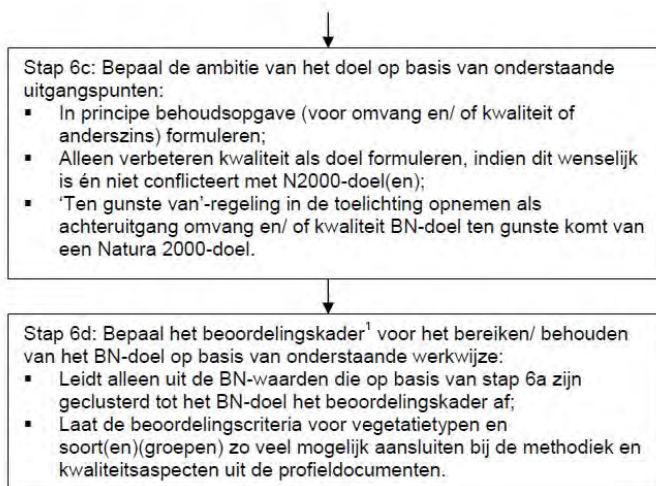 Stap 6c: Bepaal de ambitie van het doel op basis van onderstaande
uitgangspunten:
▪ In principe behoudsopgave (voor omvang en/ of kwaliteit of
anderszins) formuleren;
▪ Alleen verbeteren kwaliteit als doel formuleren, indien dit wenselijk
is én niet conflicteert met N2000-doel(en);
▪ ‘Ten gunste van’-regeling in de toelichting opnemen als
achteruitgang omvang en/ of kwaliteit BN-doel ten gunste komt van
een Natura 2000-doel.
Stap 6d: Bepaal het beoordelingskader¹ voor het bereiken/ behouden
van het BN-doel op basis van onderstaande werkwijze:
▪ Leidt alleen uit de BN-waarden die op basis van stap 6a zijn
geclusterd tot het BN-doel het beoordelingskader af;
▪ Laat de beoordelingscriteria voor vegetatietypen en
soort(en)(groepen) zo veel mogelijk aansluiten bij de methodiek en
kwaliteitsaspecten uit de profieldocumenten.